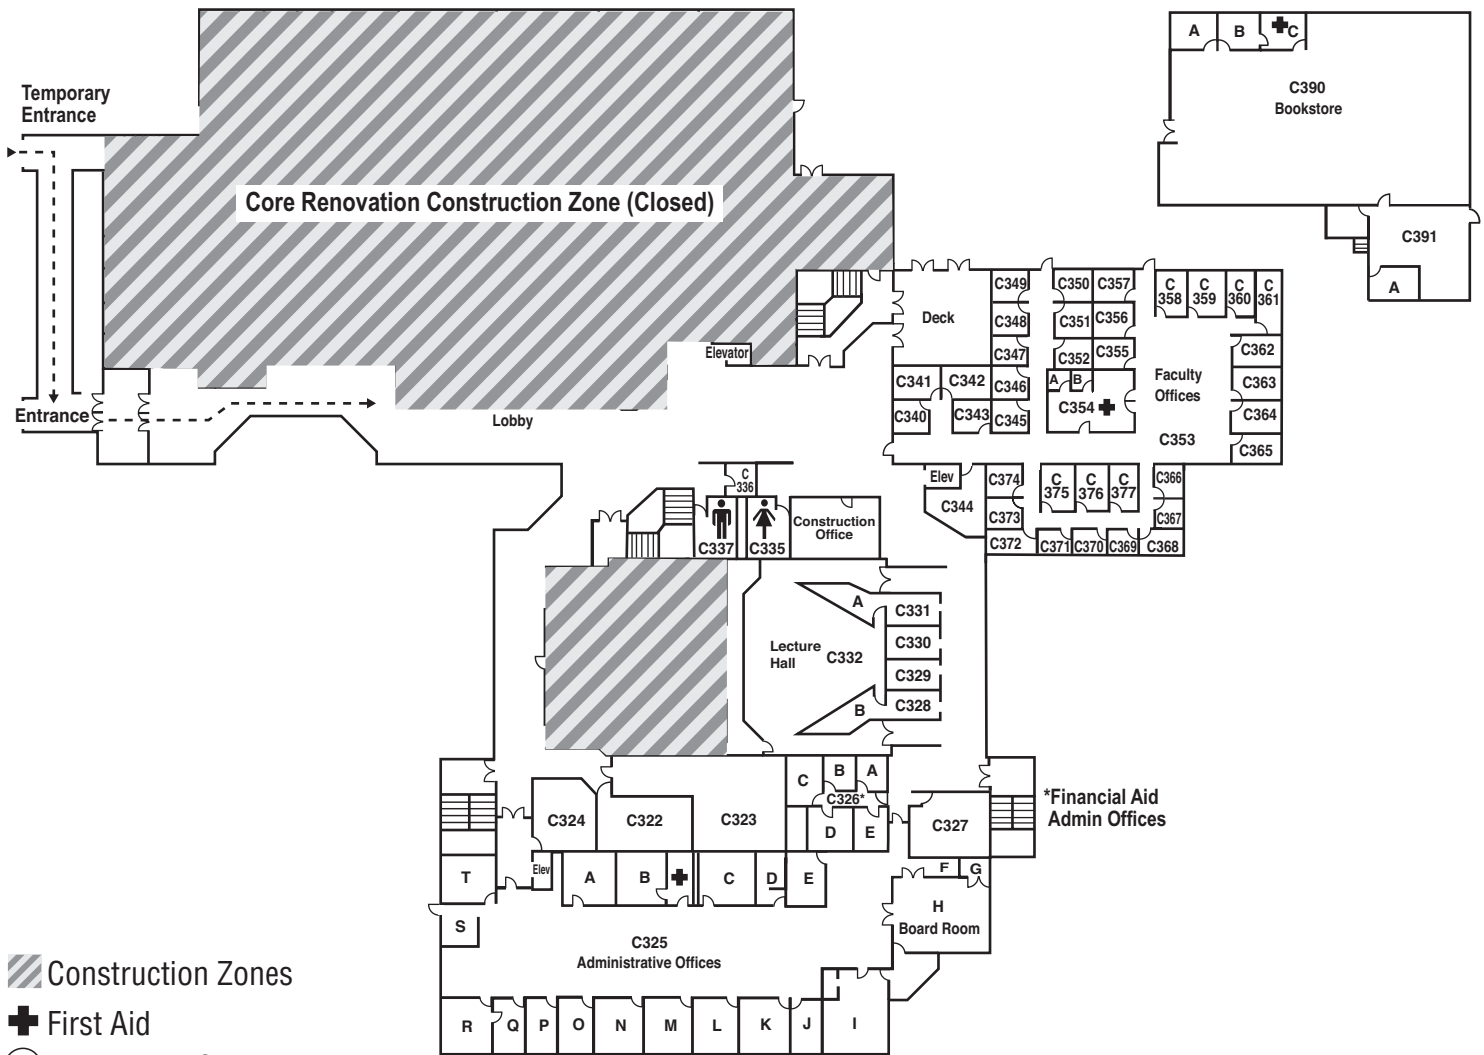 Temporary
Entrance
Core Renovation Construction Zone (Closed)
Entrance
Lobby
Elevator
A
B
C
C390
Bookstore
C391
A
Deck
C349
C348
C347
C341
C342
C346
C340
C343
C345
C350
C357
C351
C356
C352
C355
A
B
C354
C
358
C
359
C
360
C
361
C362
C363
C364
C365
Faculty
Offices
C353
Elev
C344
C374
C373
C372
C
375
C
376
C
377
C366
C367
C371
C370
C369
C368
C
336
C337
C335
Construction
Office
A
C331
C330
Lecture
Hall
C332
C329
C328
B
C324
C322
C323
C
B
A
C326*
D
E
C327
*Financial Aid
Admin Offices
T
Elev
A
B
C
D
E
F
G
H
Board Room
S
C325
Administrative Offices
R
Q
P
O
N
M
L
K
J
I
Construction Zones
First Aid